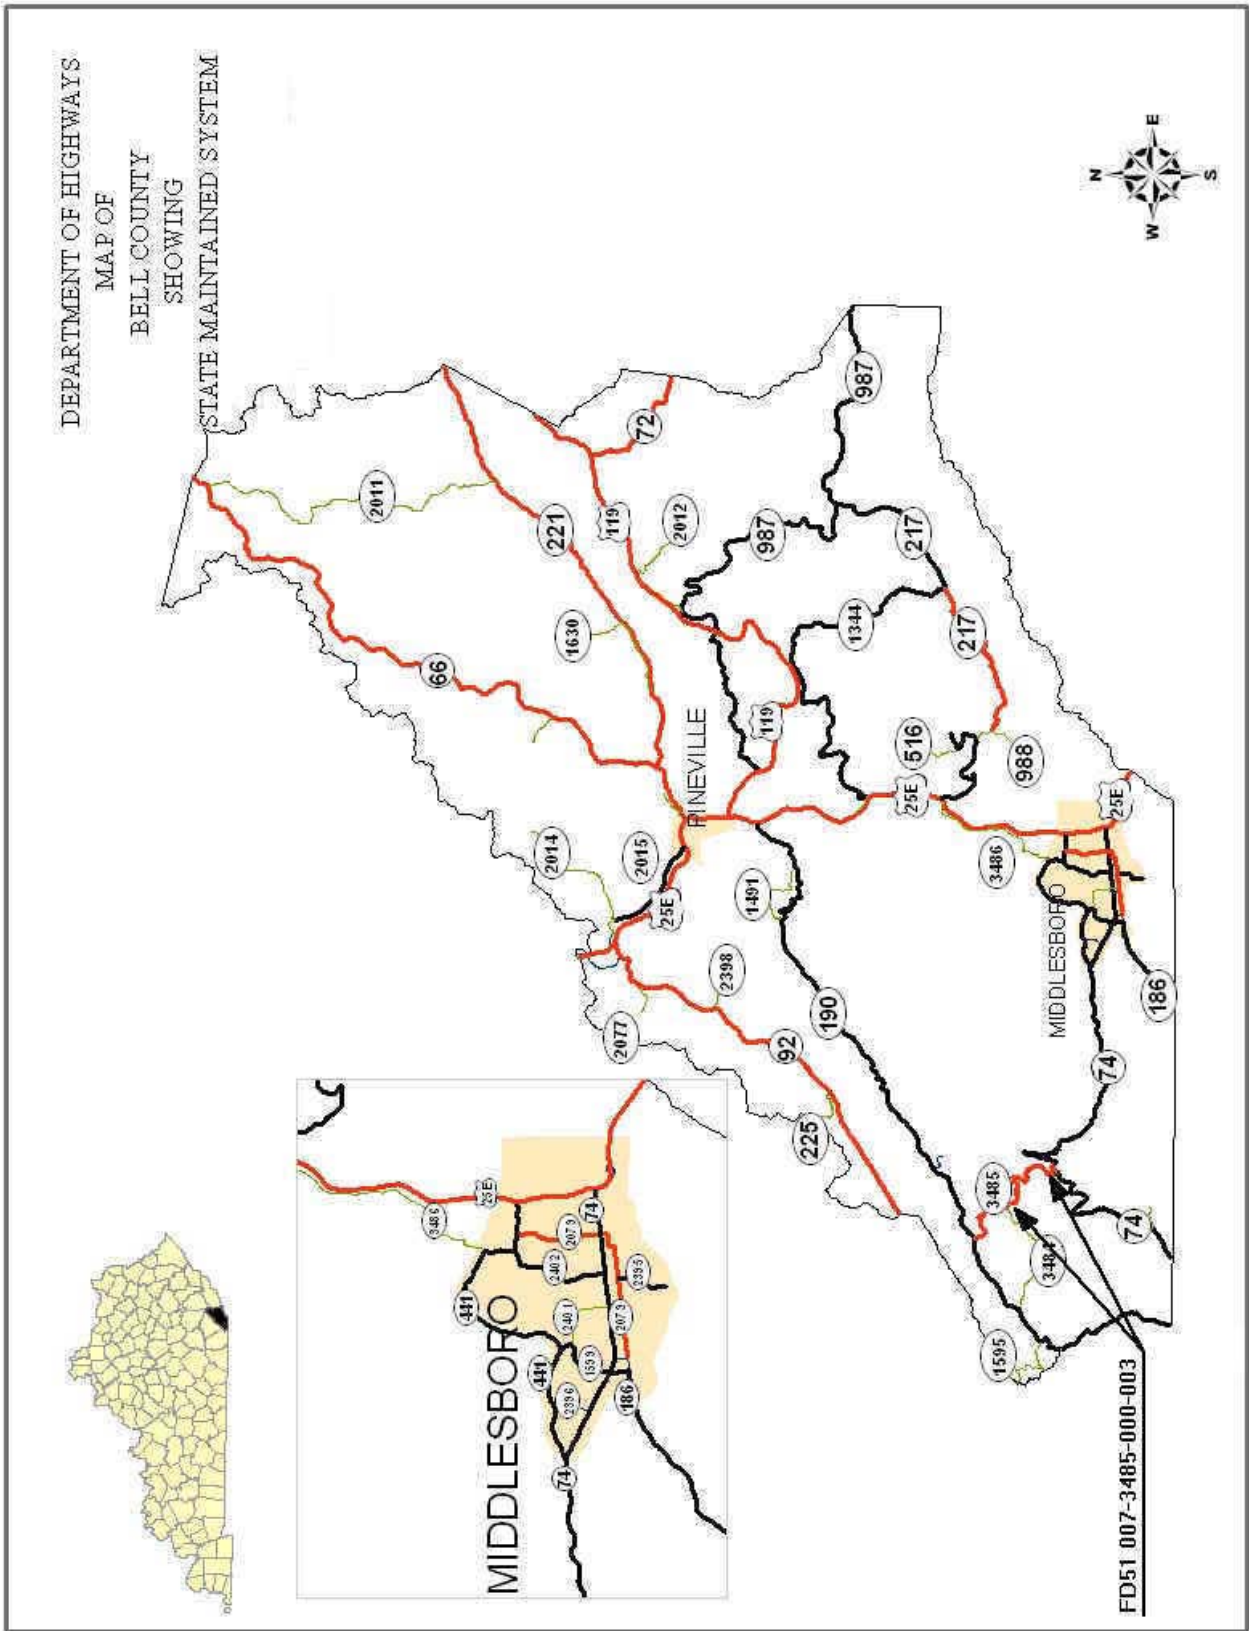 DEPARTMENT OF HIGHWAYS
MAP OF
BELL COUNTY
SHOWING
STATE MAINTAINED SYSTEM
N
W
E
S
66
2011
221
1630
119
72
2012
987
987
217
1344
217
119
PINEVILLE
516
988
25E
25E
3486
MIDDLESBORO
2014
2015
25E
1491
2398
190
2077
92
225
186
74
3485
3484
74
1595
MIDDLESBORO
25E
3486
441
74
2079
2402
2395
2401
2079
441
1599
2396
186
74
FD51 007-3485-000-003